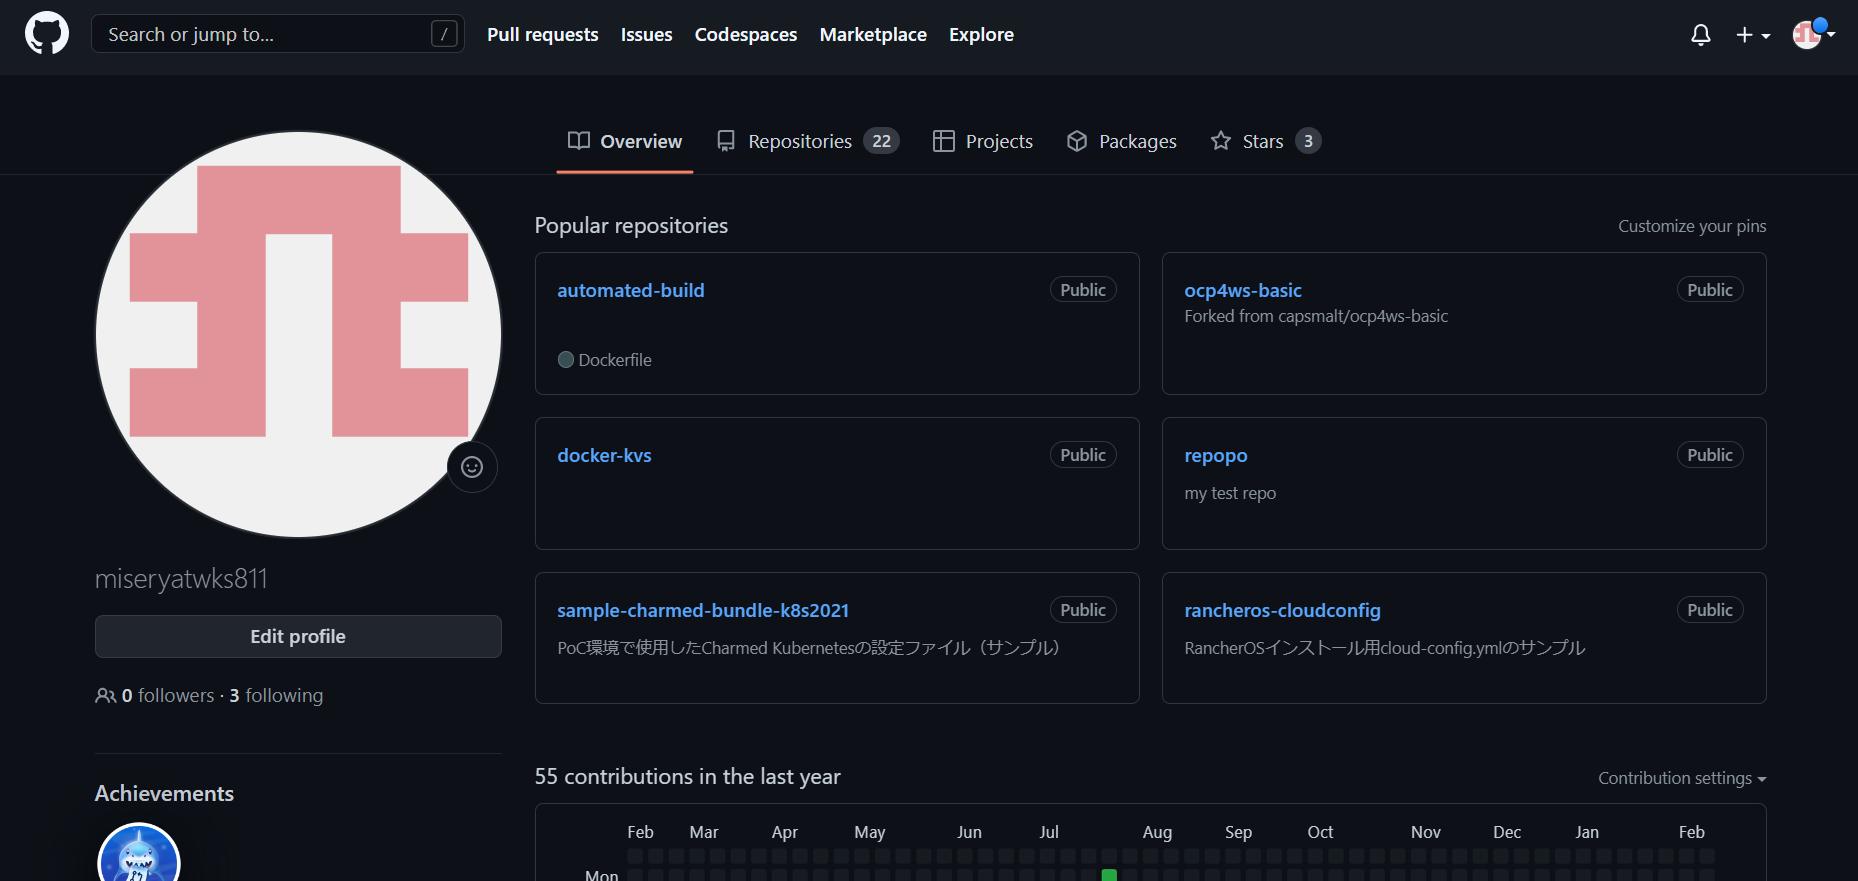 Search or jump to... /
Pull requests Issues Codespaces Marketplace Explore
Overview Repositories 22 Projects Packages Stars 3
Popular repositories
Customize your pins
automated-build Public
Dockerfile
ocp4ws-basic Public
Forked from capsmalt/ocp4ws-basic
docker-kvs Public
repopo Public
my test repo
sample-charmed-bundle-k8s2021 Public
PoC環境で使用したCharmed Kubernetesの設定ファイル（サンプル）
rancheros-cloudconfig Public
RancherOSインストール用cloud-config.ymlのサンプル
miseryatwks811
Edit profile
0 followers · 3 following
Achievements
55 contributions in the last year
Contribution settings
Feb Mar Apr May Jun Jul Aug Sep Oct Nov Dec Jan Feb
Mon